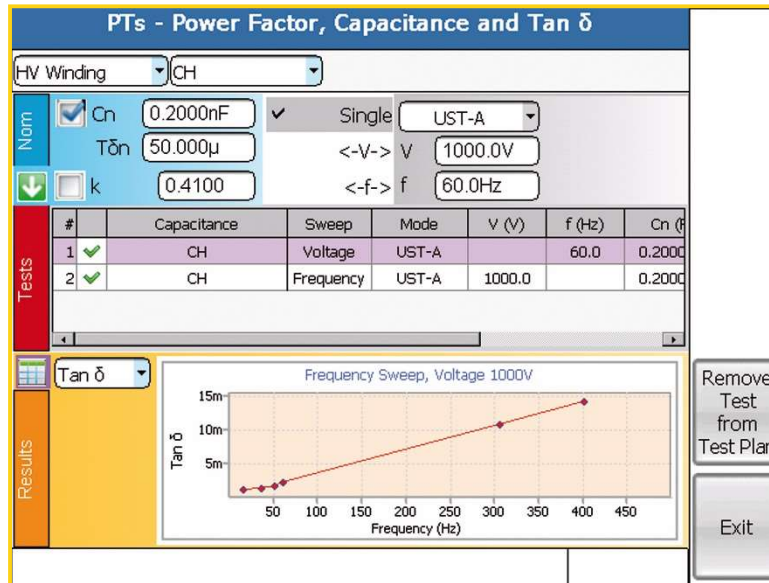 PTs - Power Factor, Capacitance and Tan δ
HV Winding CH
Nom
Cn 0.2000nF
Tδn 50.000µ
k 0.4100
Single UST-A
<-V-> V 1000.0V
<-f-> f 60.0Hz
Tests
# Capacitance Sweep Mode V (V) f (Hz) Cn (F
1 CH Voltage UST-A 60.0 0.2000
2 CH Frequency UST-A 1000.0 0.2000
Results
Tan δ
Frequency Sweep, Voltage 1000V
15m
10m
5m
Tan δ
50 100 150 200 250 300 350 400 450
Frequency (Hz)
Remove
Test
from
Test Plan
Exit